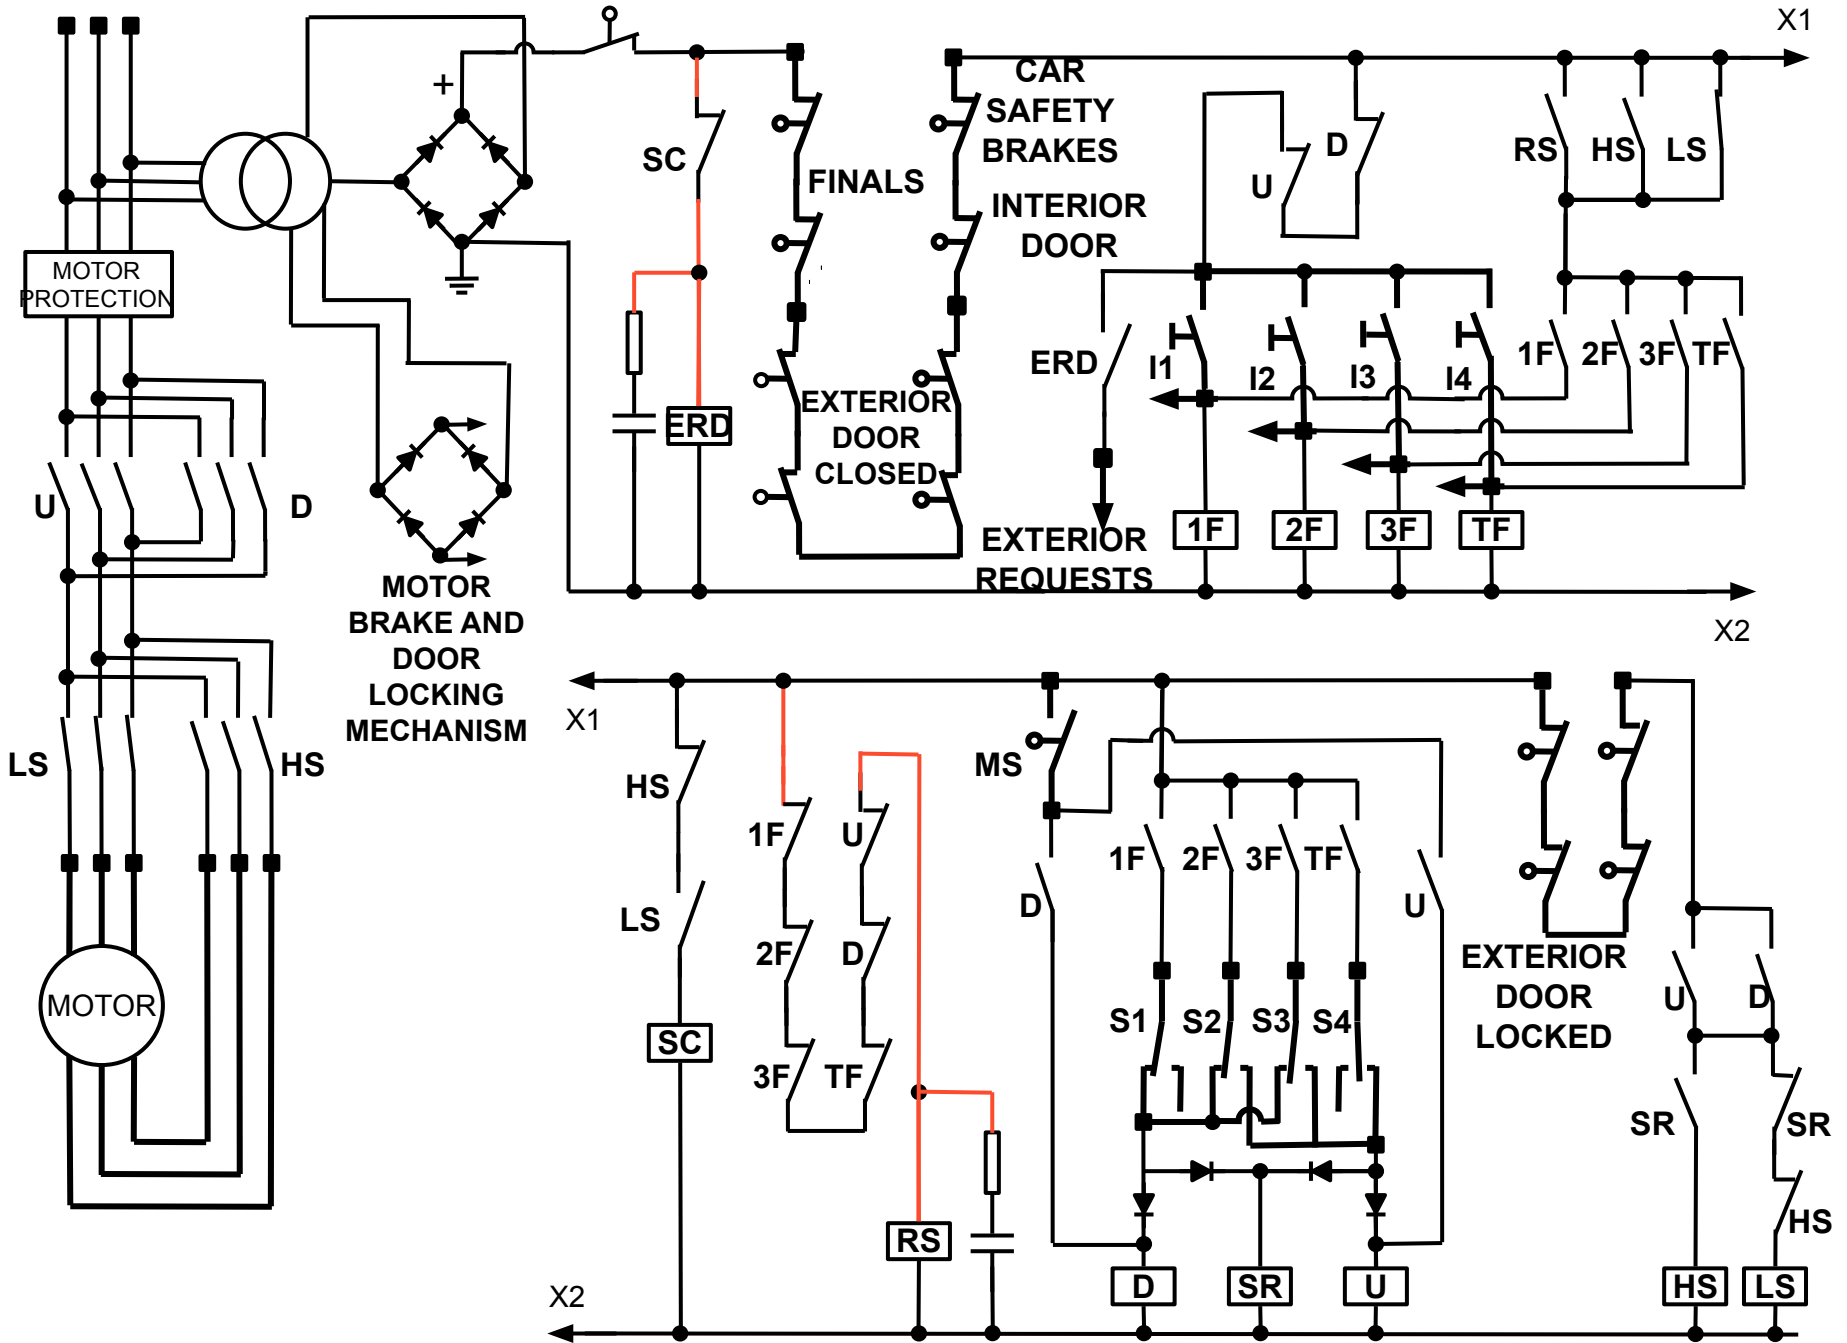 X1
+
CAR
SAFETY
BRAKES
SC
FINALS
D
U
RS
HS
LS
INTERIOR
DOOR
MOTOR
PROTECTION
ERD
I1
I2
I3
I4
1F
2F
3F
TF
ERD
EXTERIOR
DOOR
CLOSED
U
D
EXTERIOR
REQUESTS
1F
2F
3F
TF
MOTOR
BRAKE AND
DOOR
LOCKING
MECHANISM
X2
X1
LS
HS
HS
MS
1F
U
1F
2F
3F
TF
LS
2F
D
D
U
EXTERIOR
DOOR
LOCKED
MOTOR
SC
3F
TF
S1
S2
S3
S4
U
D
SR
SR
HS
RS
D
SR
U
HS
LS
X2